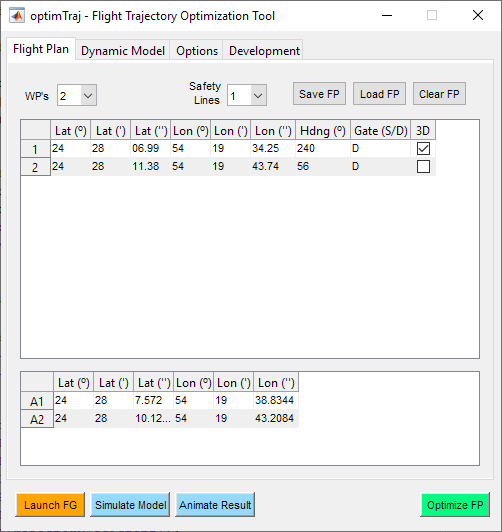 optimTraj - Flight Trajectory Optimization Tool
Flight Plan Dynamic Model Options Development
WP's 2 Safety Lines 1 Save FP Load FP Clear FP
Lat (º) Lat (') Lat ('') Lon (º) Lon (') Lon ('') Hdng (º) Gate (S/D) 3D
1 24 28 06.99 54 19 34.25 240 D
2 24 28 11.38 54 19 43.74 56 D
Lat (º) Lat (') Lat ('') Lon (º) Lon (') Lon ('')
A1 24 28 7.572 54 19 38.8344
A2 24 28 10.12... 54 19 43.2084
Launch FG Simulate Model Animate Result Optimize FP